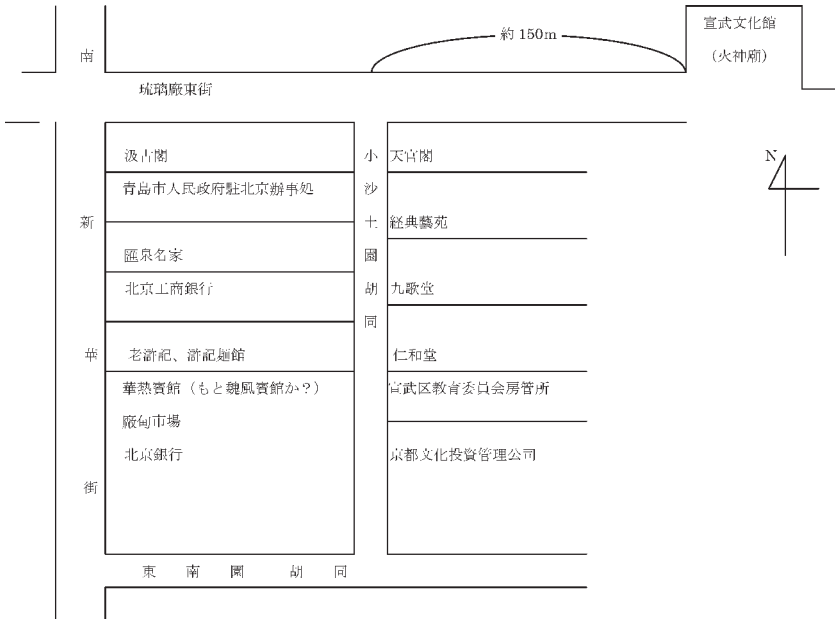 約 150m
宣武文化館
（火神廟）
琉璃廠東街
南新華街
汲古閣
青島市人民政府駐北京辦事処
匯泉名家
北京工商銀行
老滸記、滸記麺館
華熱賓館（もと魏風賓館か？）
廠甸市場
北京銀行
小沙土園胡同
天官閣
経典藝苑
九歌堂
仁和堂
宣武区教育委員会房管所
京都文化投資管理公司
東南園胡同
N